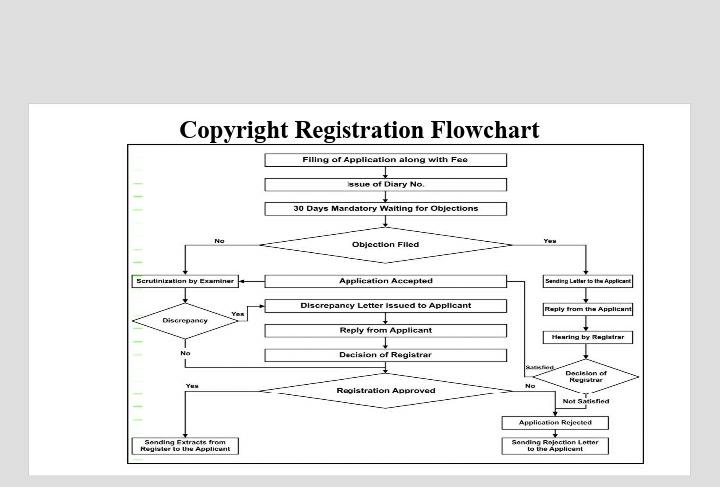 Copyright Registration Flowchart
Filing of Application along with Fee
Issue of Diary No.
30 Days Mandatory Waiting for Objections
Objection Filed
No
Yes
Scrutinization by Examiner
Application Accepted
Sending Letter to the Applicant
Discrepancy Letter Issued to Applicant
Reply from the Applicant
Discrepancy
Yes
Reply from Applicant
Hearing by Registrar
No
Decision of Registrar
Satisfied
Decision of
Registrar
Yes
Registration Approved
No
Not Satisfied
Application Rejected
Sending Extracts from
Register to the Applicant
Sending Rejection Letter
to the Applicant